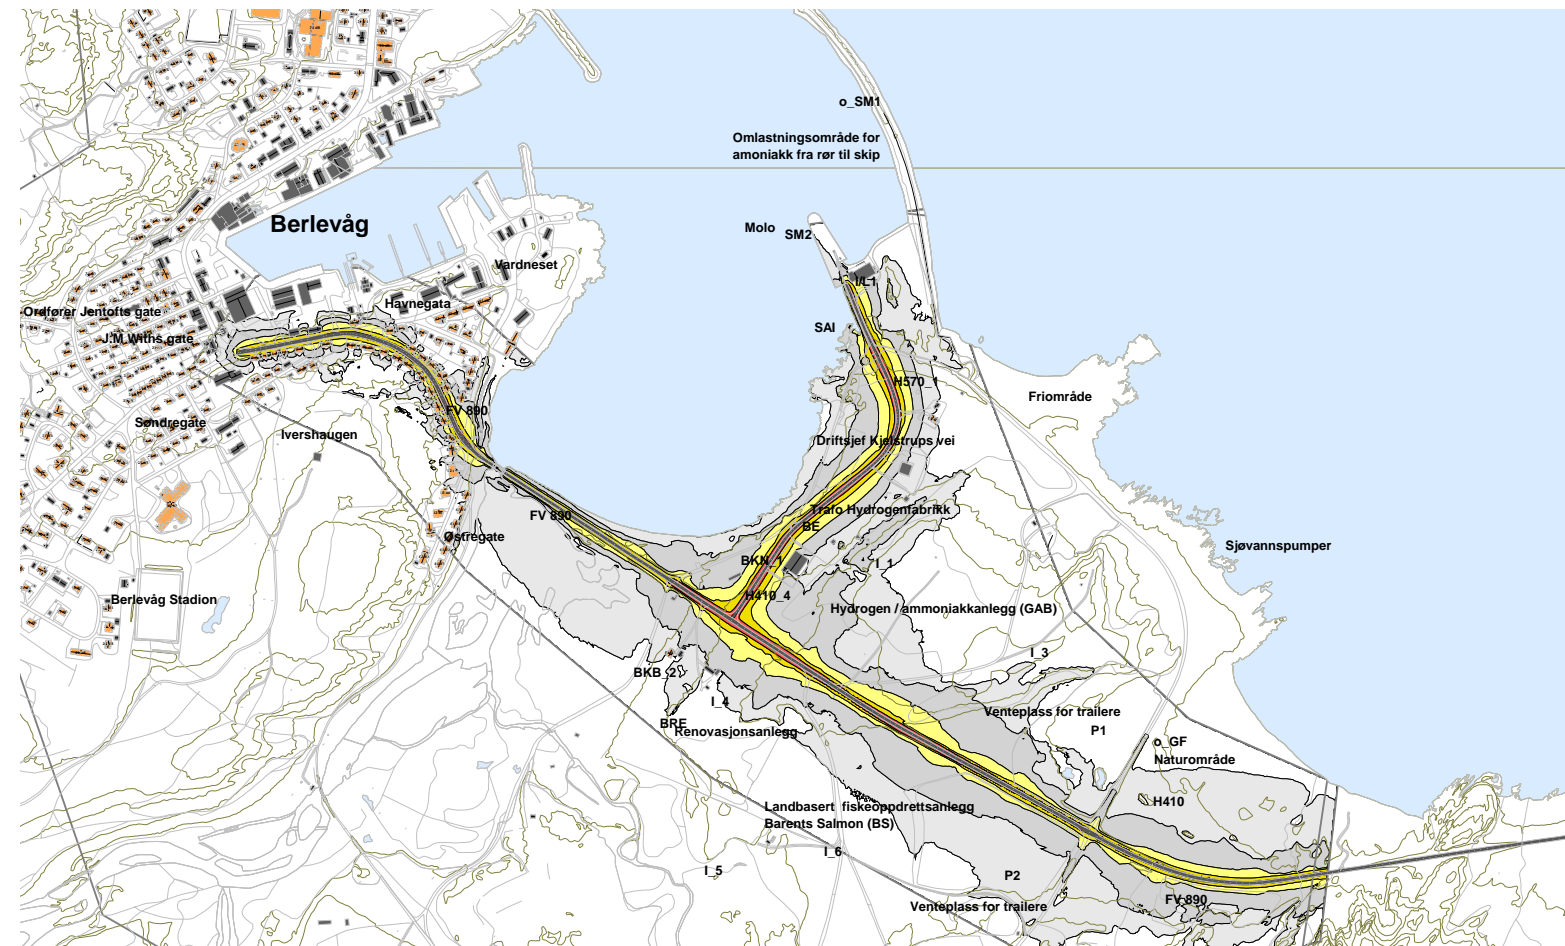 o_SM1
Omlastningsområde for
amoniakk fra rør til skip
Berlevåg
Molo
SM2
Vardneset
I/L1
Havnegata
Ordfører Jentofts gate
SAI
J.M Withs gate
H570_1
Friområde
FV 890
Søndregate
Ivershaugen
Driftsjef Kjelstrups vei
Trafo Hydrogenfabrikk
FV 890
BE
Østregate
Sjøvannspumper
BKN_1
I_1
H410_4
Berlevåg Stadion
Hydrogen / ammoniakkanlegg (GAB)
I_3
BKB_2
I_4
Venteplass for trailere
BRE
Renovasjonsanlegg
P1
o_GF
Naturområde
H410
Landbasert fiskeoppdrettsanlegg
Barents Salmon (BS)
I_6
I_5
P2
FV 890
Venteplass for trailere